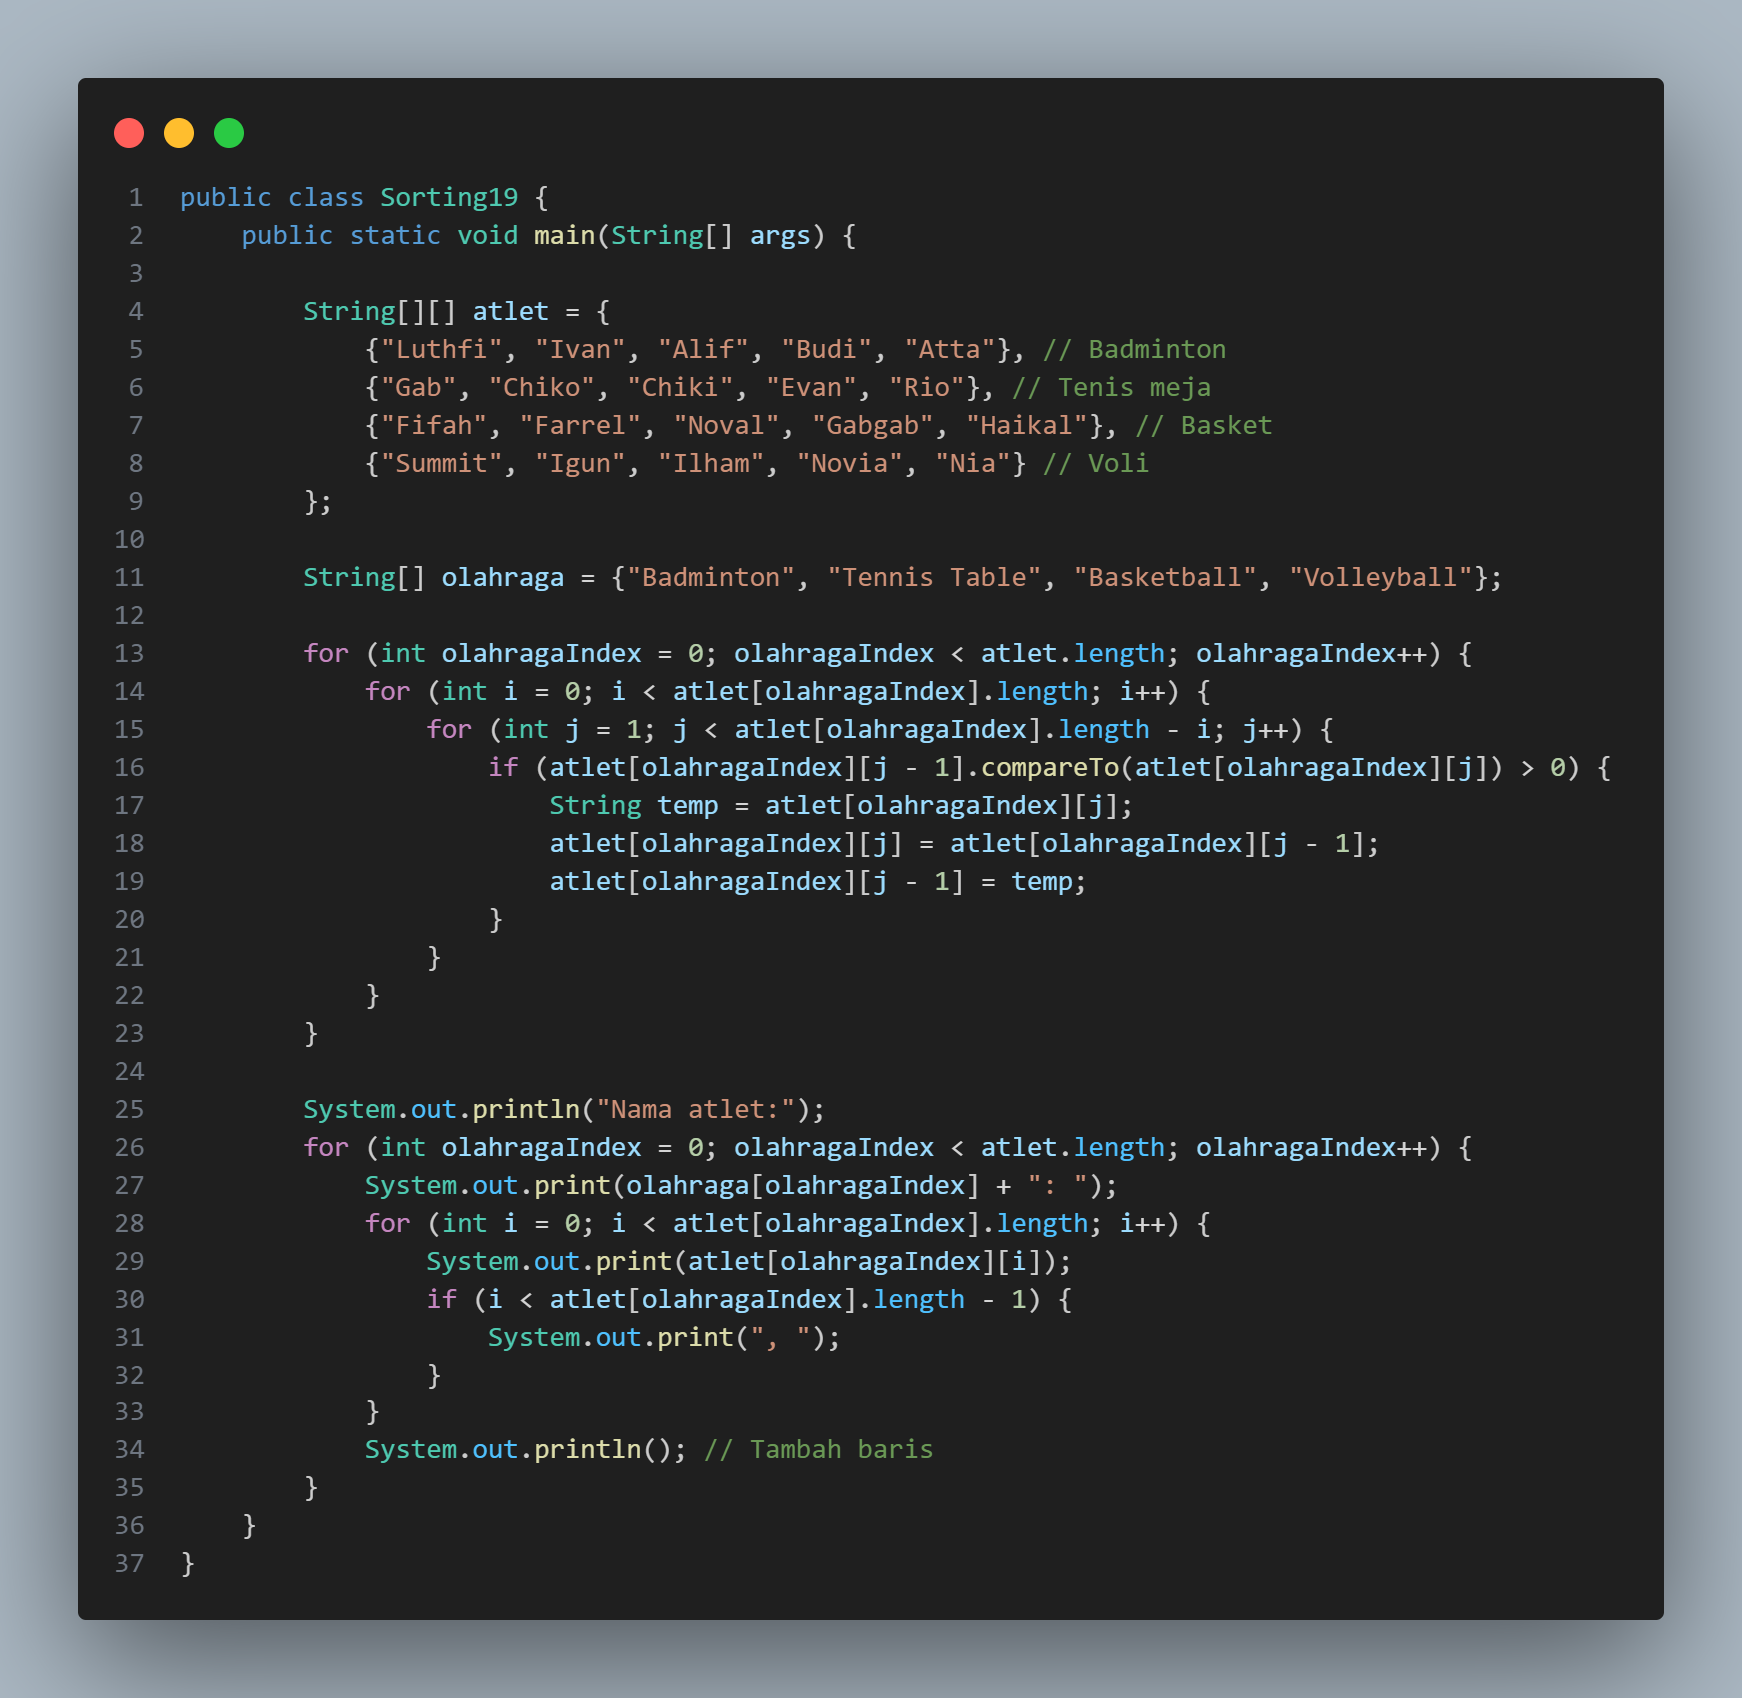 1 public class Sorting19 {
2     public static void main(String[] args) {
3
4         String[][] atlet = {
5             {"Luthfi", "Ivan", "Alif", "Budi", "Atta"}, // Badminton
6             {"Gab", "Chiko", "Chiki", "Evan", "Rio"}, // Tenis meja
7             {"Fifah", "Farrel", "Noval", "Gabgab", "Haikal"}, // Basket
8             {"Summit", "Igun", "Ilham", "Novia", "Nia"} // Voli
9         };
10
11         String[] olahraga = {"Badminton", "Tennis Table", "Basketball", "Volleyball"};
12
13         for (int olahragaIndex = 0; olahragaIndex < atlet.length; olahragaIndex++) {
14             for (int i = 0; i < atlet[olahragaIndex].length; i++) {
15                 for (int j = 1; j < atlet[olahragaIndex].length - i; j++) {
16                     if (atlet[olahragaIndex][j - 1].compareTo(atlet[olahragaIndex][j]) > 0) {
17                         String temp = atlet[olahragaIndex][j];
18                         atlet[olahragaIndex][j] = atlet[olahragaIndex][j - 1];
19                         atlet[olahragaIndex][j - 1] = temp;
20                     }
21                 }
22             }
23         }
24
25         System.out.println("Nama atlet:");
26         for (int olahragaIndex = 0; olahragaIndex < atlet.length; olahragaIndex++) {
27             System.out.print(olahraga[olahragaIndex] + ": ");
28             for (int i = 0; i < atlet[olahragaIndex].length; i++) {
29                 System.out.print(atlet[olahragaIndex][i]);
30                 if (i < atlet[olahragaIndex].length - 1) {
31                     System.out.print(", ");
32                 }
33             }
34             System.out.println(); // Tambah baris
35         }
36     }
37 }